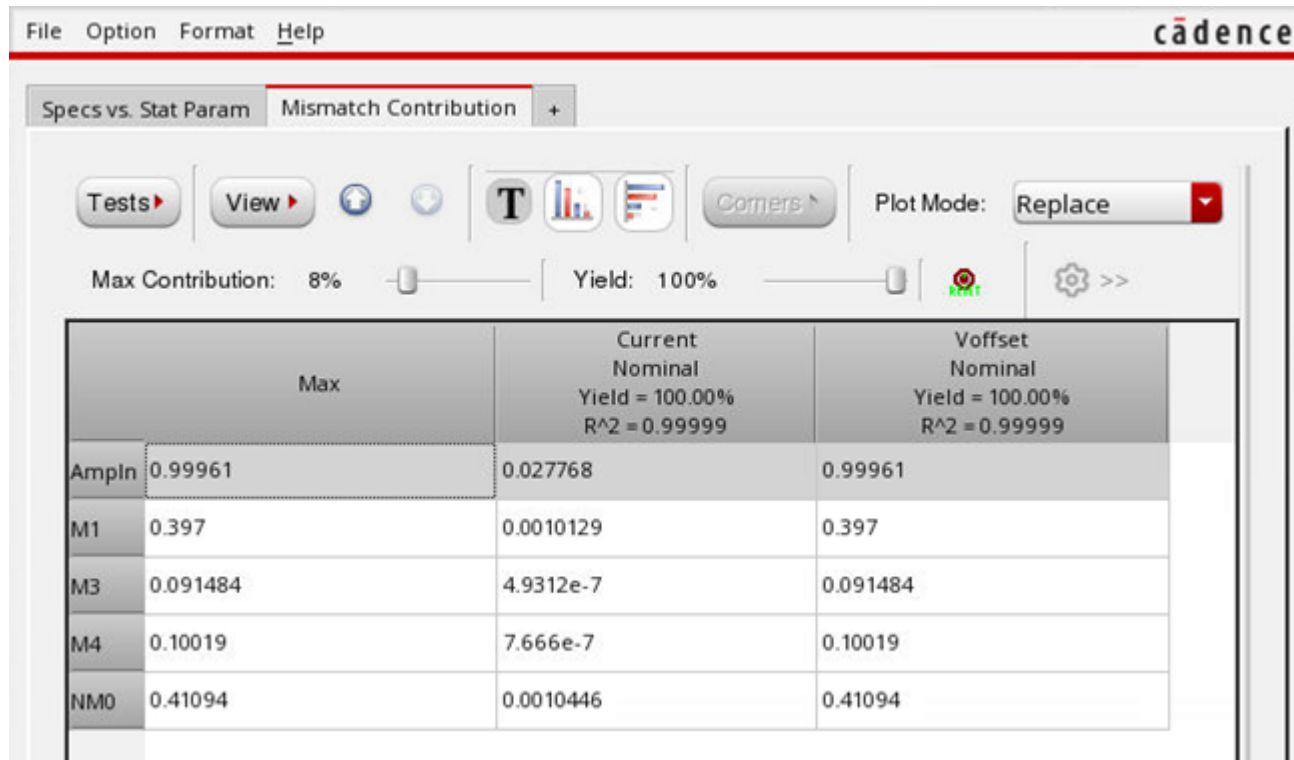 File Option Format Help
cādence
Specs vs. Stat Param Mismatch Contribution +
Tests View T Corners Plot Mode: Replace
Max Contribution: 8% Yield: 100% RESET >>
Max
Current
Nominal
Yield = 100.00%
R^2 = 0.99999
Voffset
Nominal
Yield = 100.00%
R^2 = 0.99999
AmpIn 0.99961 0.027768 0.99961
M1 0.397 0.0010129 0.397
M3 0.091484 4.9312e-7 0.091484
M4 0.10019 7.666e-7 0.10019
NM0 0.41094 0.0010446 0.41094